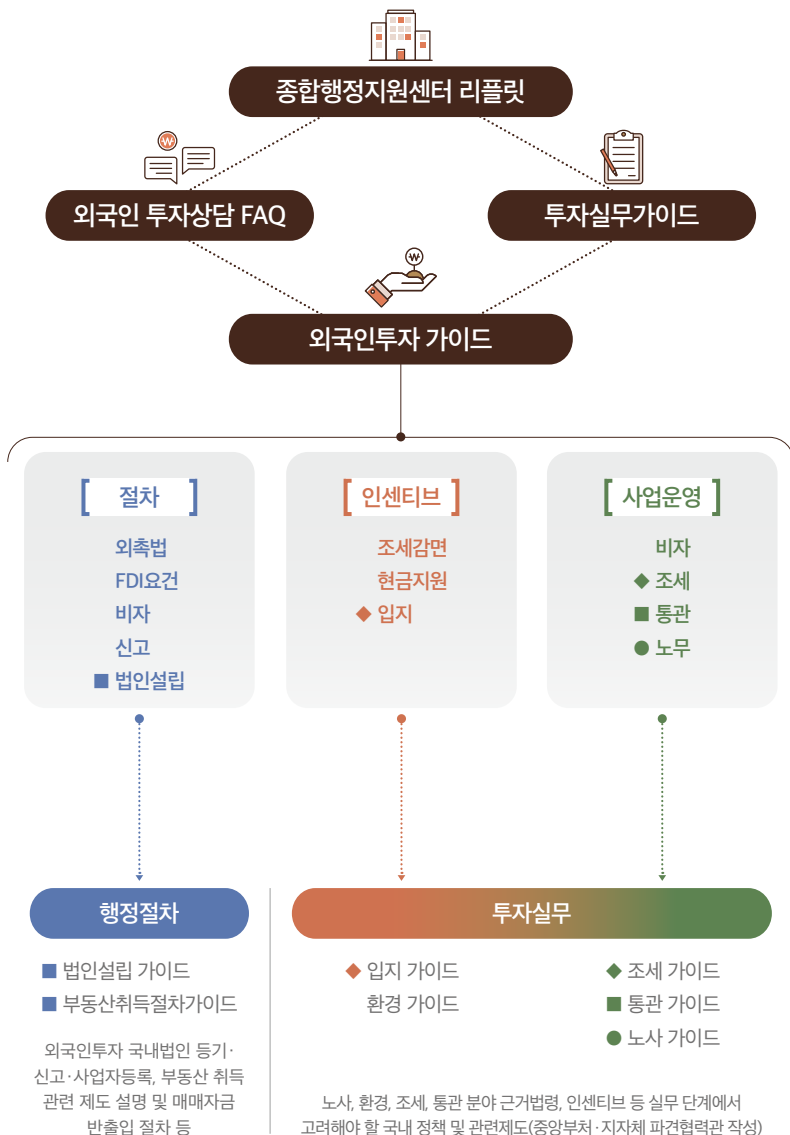 종합행정지원센터 리플릿
외국인 투자상담 FAQ
투자실무가이드
외국인투자 가이드
[ 절차 ]
외촉법
FDI요건
비자
신고
■ 법인설립
[ 인센티브 ]
조세감면
현금지원
◆ 입지
[ 사업운영 ]
비자
◆ 조세
■ 통관
● 노무
행정절차
■ 법인설립 가이드
■ 부동산취득절차가이드
외국인투자 국내법인 등기·
신고·사업자등록, 부동산 취득
관련 제도 설명 및 매매자금
반출입 절차 등
투자실무
◆ 입지 가이드
환경 가이드
◆ 조세 가이드
■ 통관 가이드
● 노사 가이드
노사, 환경, 조세, 통관 분야 근거법령, 인센티브 등 실무 단계에서
고려해야 할 국내 정책 및 관련제도(중앙부처·지자체 파견협력관 작성)